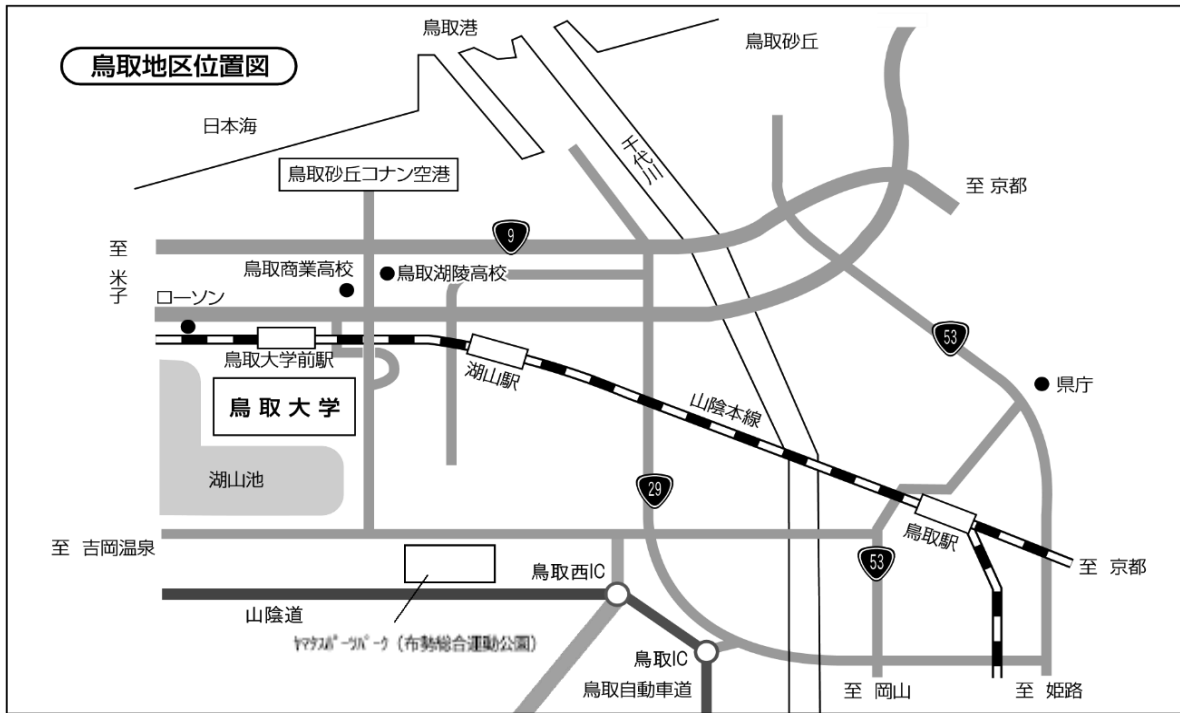 鳥取港
鳥取砂丘
鳥取地区位置図
日本海
千代川
鳥取砂丘コナン空港
至 京都
9
至 米子
鳥取商業高校
鳥取湖陵高校
ローソン
53
鳥取大学前駅
湖山駅
県庁
鳥取大学
山陰本線
湖山池
29
鳥取駅
至 吉岡温泉
53
至 京都
鳥取西IC
山陰道
ヤマタスポーツパーク（布勢総合運動公園）
鳥取IC
鳥取自動車道
至 岡山
至 姫路